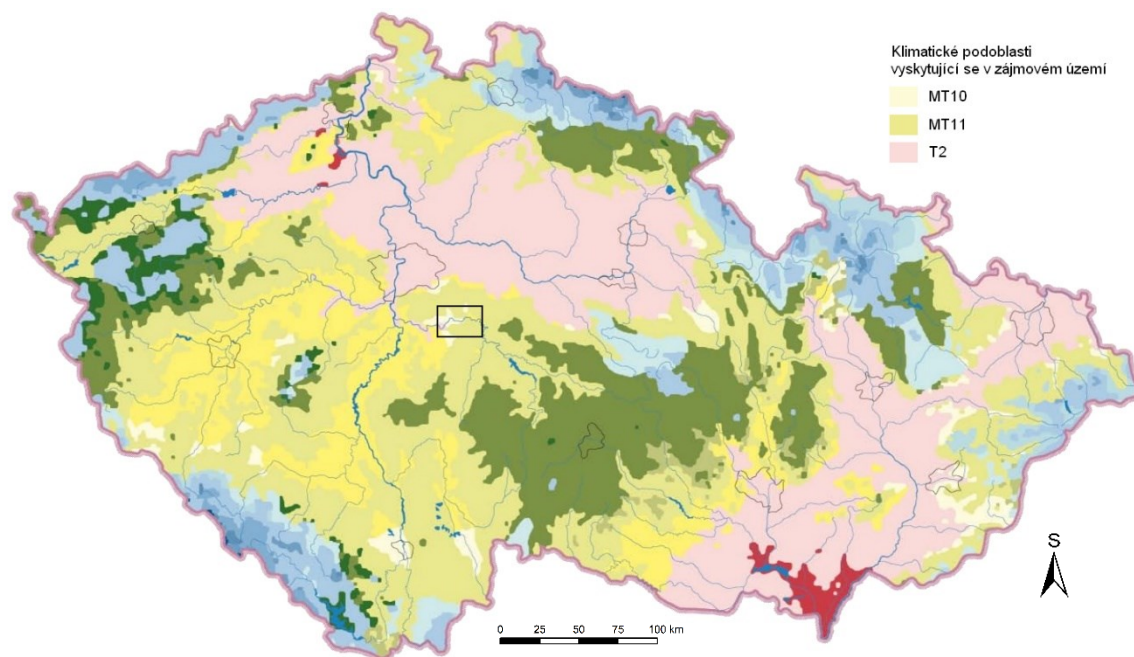 Klimatické podoblasti
vyskytující se v zájmovém území
MT10
MT11
T2
S
0 25 50 75 100 km